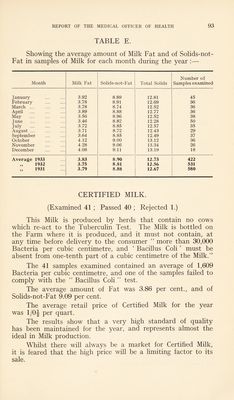 REPORT OF THE MEDICAL OFFICER OF HEALTH 93
TABLE E.
Showing the average amount of Milk Fat and of Solids-not-
Fat in samples of Milk for each month during the year :—
Month Milk Fat Solids-not-Fat Total Solids Number of Samples examined
January 3.92 8.89 12.81 45
February 3.78 8.91 12.69 36
March 3.78 8.74 12.52 36
April 3.89 8.88 12.77 36
May 3.56 8.96 12.52 38
June 3.46 8.82 12.28 30
July 3.72 8.85 12.57 35
August 3.71 8.72 12.43 29
September 3.64 8.85 12.49 37
October 4.12 9.00 13.12 36
November 4.28 9.06 13.34 26
December 4.08 9.11 13.19 18
Average 1933 3.83 8.90 12.73 422
,, 1932 3.75 8.81 12.56 531
,, 1931 3.79 8.88 12.67 580
CERTIFIED MILK.
(Examined 41 ; Passed 40 ; Rejected 1.)
This Milk is produced by herds that contain no cows
which re-act to the Tuberculin Test. The Milk is bottled on
the Farm where it is produced, and it must not contain, at
any time before delivery to the consumer “ more than 30,000
Bacteria per cubic centimetre, and ‘ Bacillus Coli ’ must be
absent from one-tenth part of a cubic centimetre of the Milk.”
The 41 samples examined contained an average of 1,609
Bacteria per cubic centimetre, and one of the samples failed to
comply with the “ Bacillus Coli ” test.
The average amount of Fat was 3.86 per cent., and of
Solids-not-Fat 9.09 per cent.
The average retail price of Certified Milk for the year
was 1/0½ per quart.
The results show that a very high standard of quality
has been maintained for the year, and represents almost the
ideal in Milk production.
Whilst there will always be a market for Certified Milk,
it is feared that the high price will be a limiting factor to its
sale.